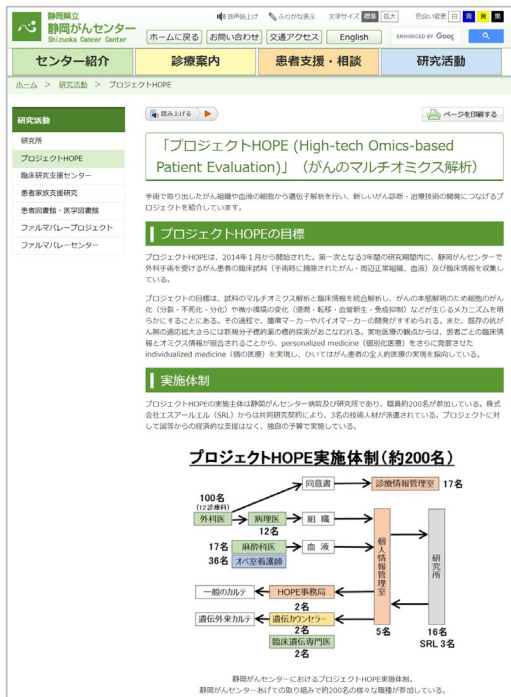 静岡県立
静岡がんセンター
Shizuoka Cancer Center
音声読上げ ふりがな表示 文字サイズ 標準 拡大 色合い変更 白 青 黄 黒
ホームに戻る お問い合わせ 交通アクセス English ENHANCED BY Google
センター紹介 診療案内 患者支援・相談 研究活動
ホーム > 研究活動 > プロジェクトHOPE
研究活動
研究所
プロジェクトHOPE
臨床研究支援センター
患者家族支援研究
患者図書館・医学図書館
ファルマバレープロジェクト
ファルマバレーセンター
読み上げる
ページを印刷する
「プロジェクトHOPE (High-tech Omics-based
Patient Evaluation)」（がんのマルチオミクス解析）
手術で取り出したがん組織や血液の細胞から遺伝子解析を行い、新しいがん診断・治療技術の開発につなげるプ
ロジェクトを紹介しています。
プロジェクトHOPEの目標
プロジェクトHOPEは、2014年1月から開始された。第一次となる3年間の研究期間内に、静岡がんセンターで
外科手術を受けるがん患者の臨床試料（手術時に摘除されたがん・周辺正常組織、血液）及び臨床情報を収集し
ている。
プロジェクトの目標は、試料のマルチオミクス解析と臨床情報を統合解析し、がんの本態解明のため細胞のがん
化（分裂・不死化・分化）や微小環境の変化（浸潤・転移・血管新生・免疫抑制）などが生じるメカニズムを明
らかにすることにある。その過程で、腫瘍マーカーやバイオマーカーの開発がすすめられる。また、既存の抗が
ん剤の適応拡大さらには新規分子標的薬の標的探索がおこなわれる。実地医療の観点からは、患者ごとの臨床情
報とオミクス情報が照合されることから、personalized medicine（個別化医療）をさらに発展させた
individualized medicine（個の医療）を実現し、ひいてはがん患者の全人的医療の実現を指向している。
実施体制
プロジェクトHOPEの実施主体は静岡がんセンター病院及び研究所であり、職員約200名が参加している。株式
会社エスアールエル（SRL）からは共同研究契約により、3名の技術人材が派遣されている。プロジェクトに対
して国等からの経済的な支援はなく、独自の予算で実施している。
プロジェクトHOPE実施体制（約200名）
同意書 診療情報管理室 17名
100名
(12診療科)
外科医 病理医 組織
12名
17名 麻酔科医 血液
36名 オペ室看護師
個人情報管理室
研究所
一般のカルテ HOPE事務局
2名
遺伝外来カルテ 遺伝カウンセラー
2名
臨床遺伝専門医
2名
5名
16名
SRL 3名
静岡がんセンターにおけるプロジェクトHOPE実施体制。
静岡がんセンターあげての取り組みで約200名の様々な職種が参加している。